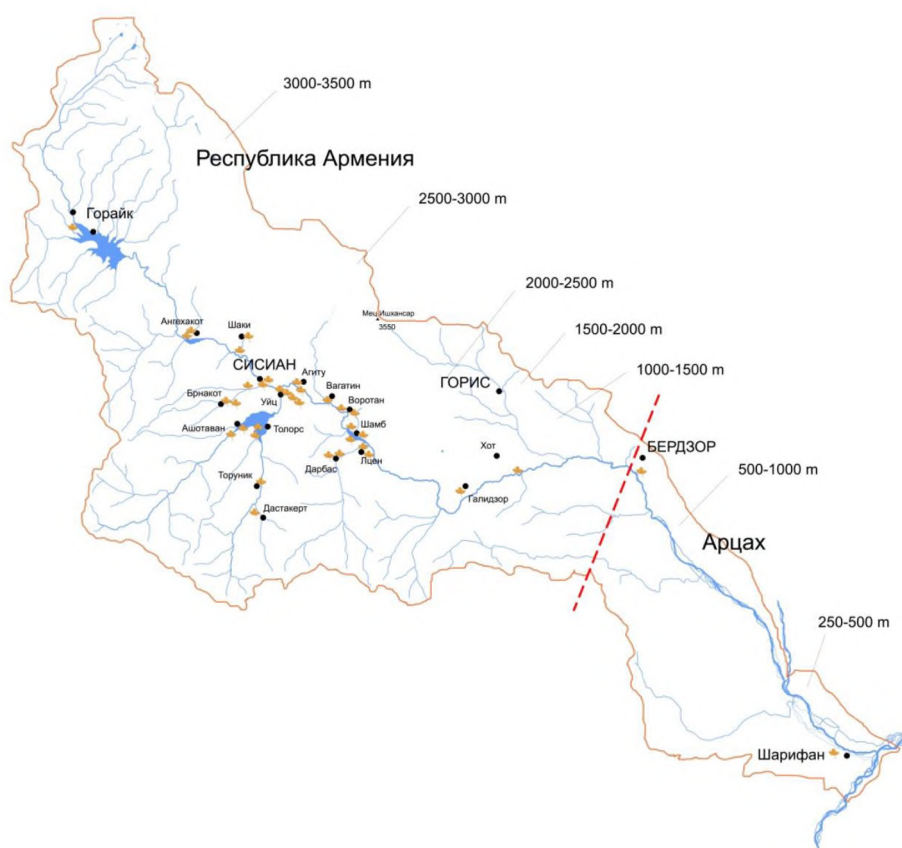 3000-3500 m
Республика Армения
2500-3000 m
Горайк
2000-2500 m
Мец Ишхансар
3550
Ангехакот
Шаки
1500-2000 m
СИСИАН
Агиту
ГОРИС
1000-1500 m
Брнакот
Уйц
Вагатин
Воротан
Ашотаван
Толорс
Шамб
Хот
БЕРДЗОР
Дарбас
Лцен
500-1000 m
Торуник
Галидзор
Дастакерт
Арцах
250-500 m
Шарифан